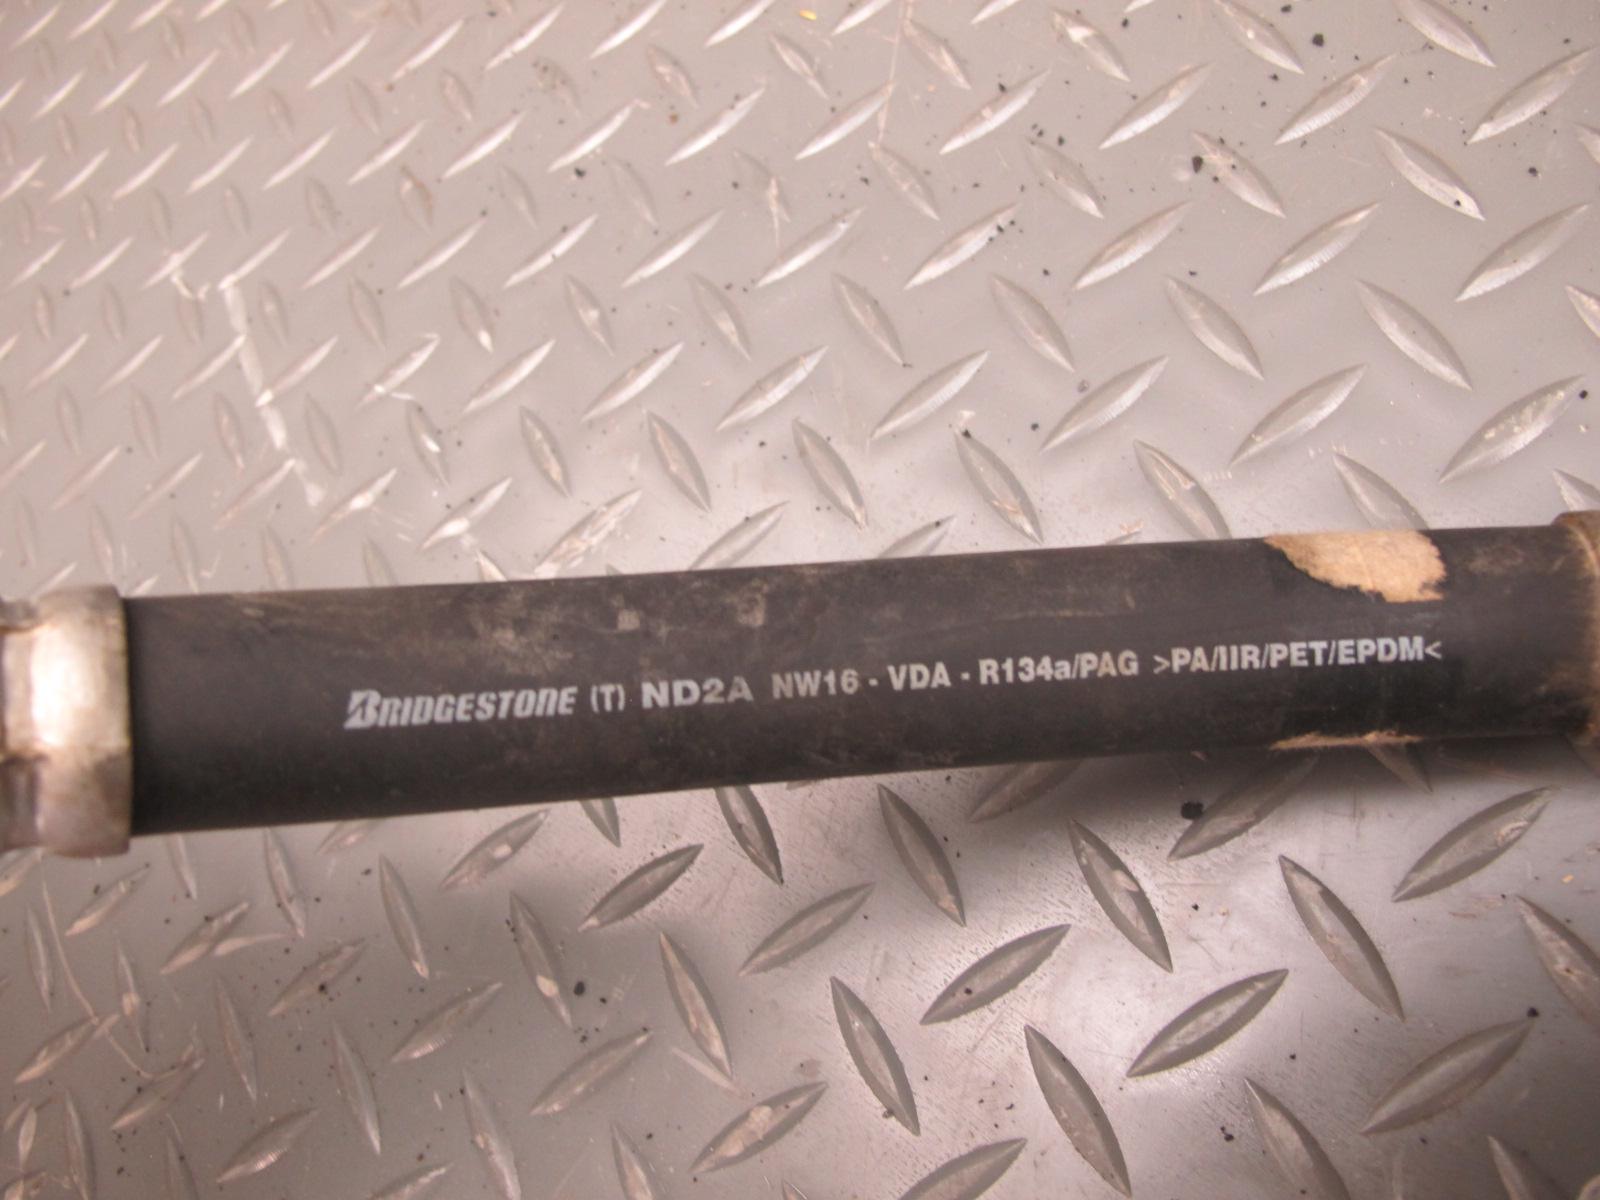 BRIDGESTONE (T) ND2A NW16 - VDA - R134a/PAG >PA/IIR/PET/EPDM<